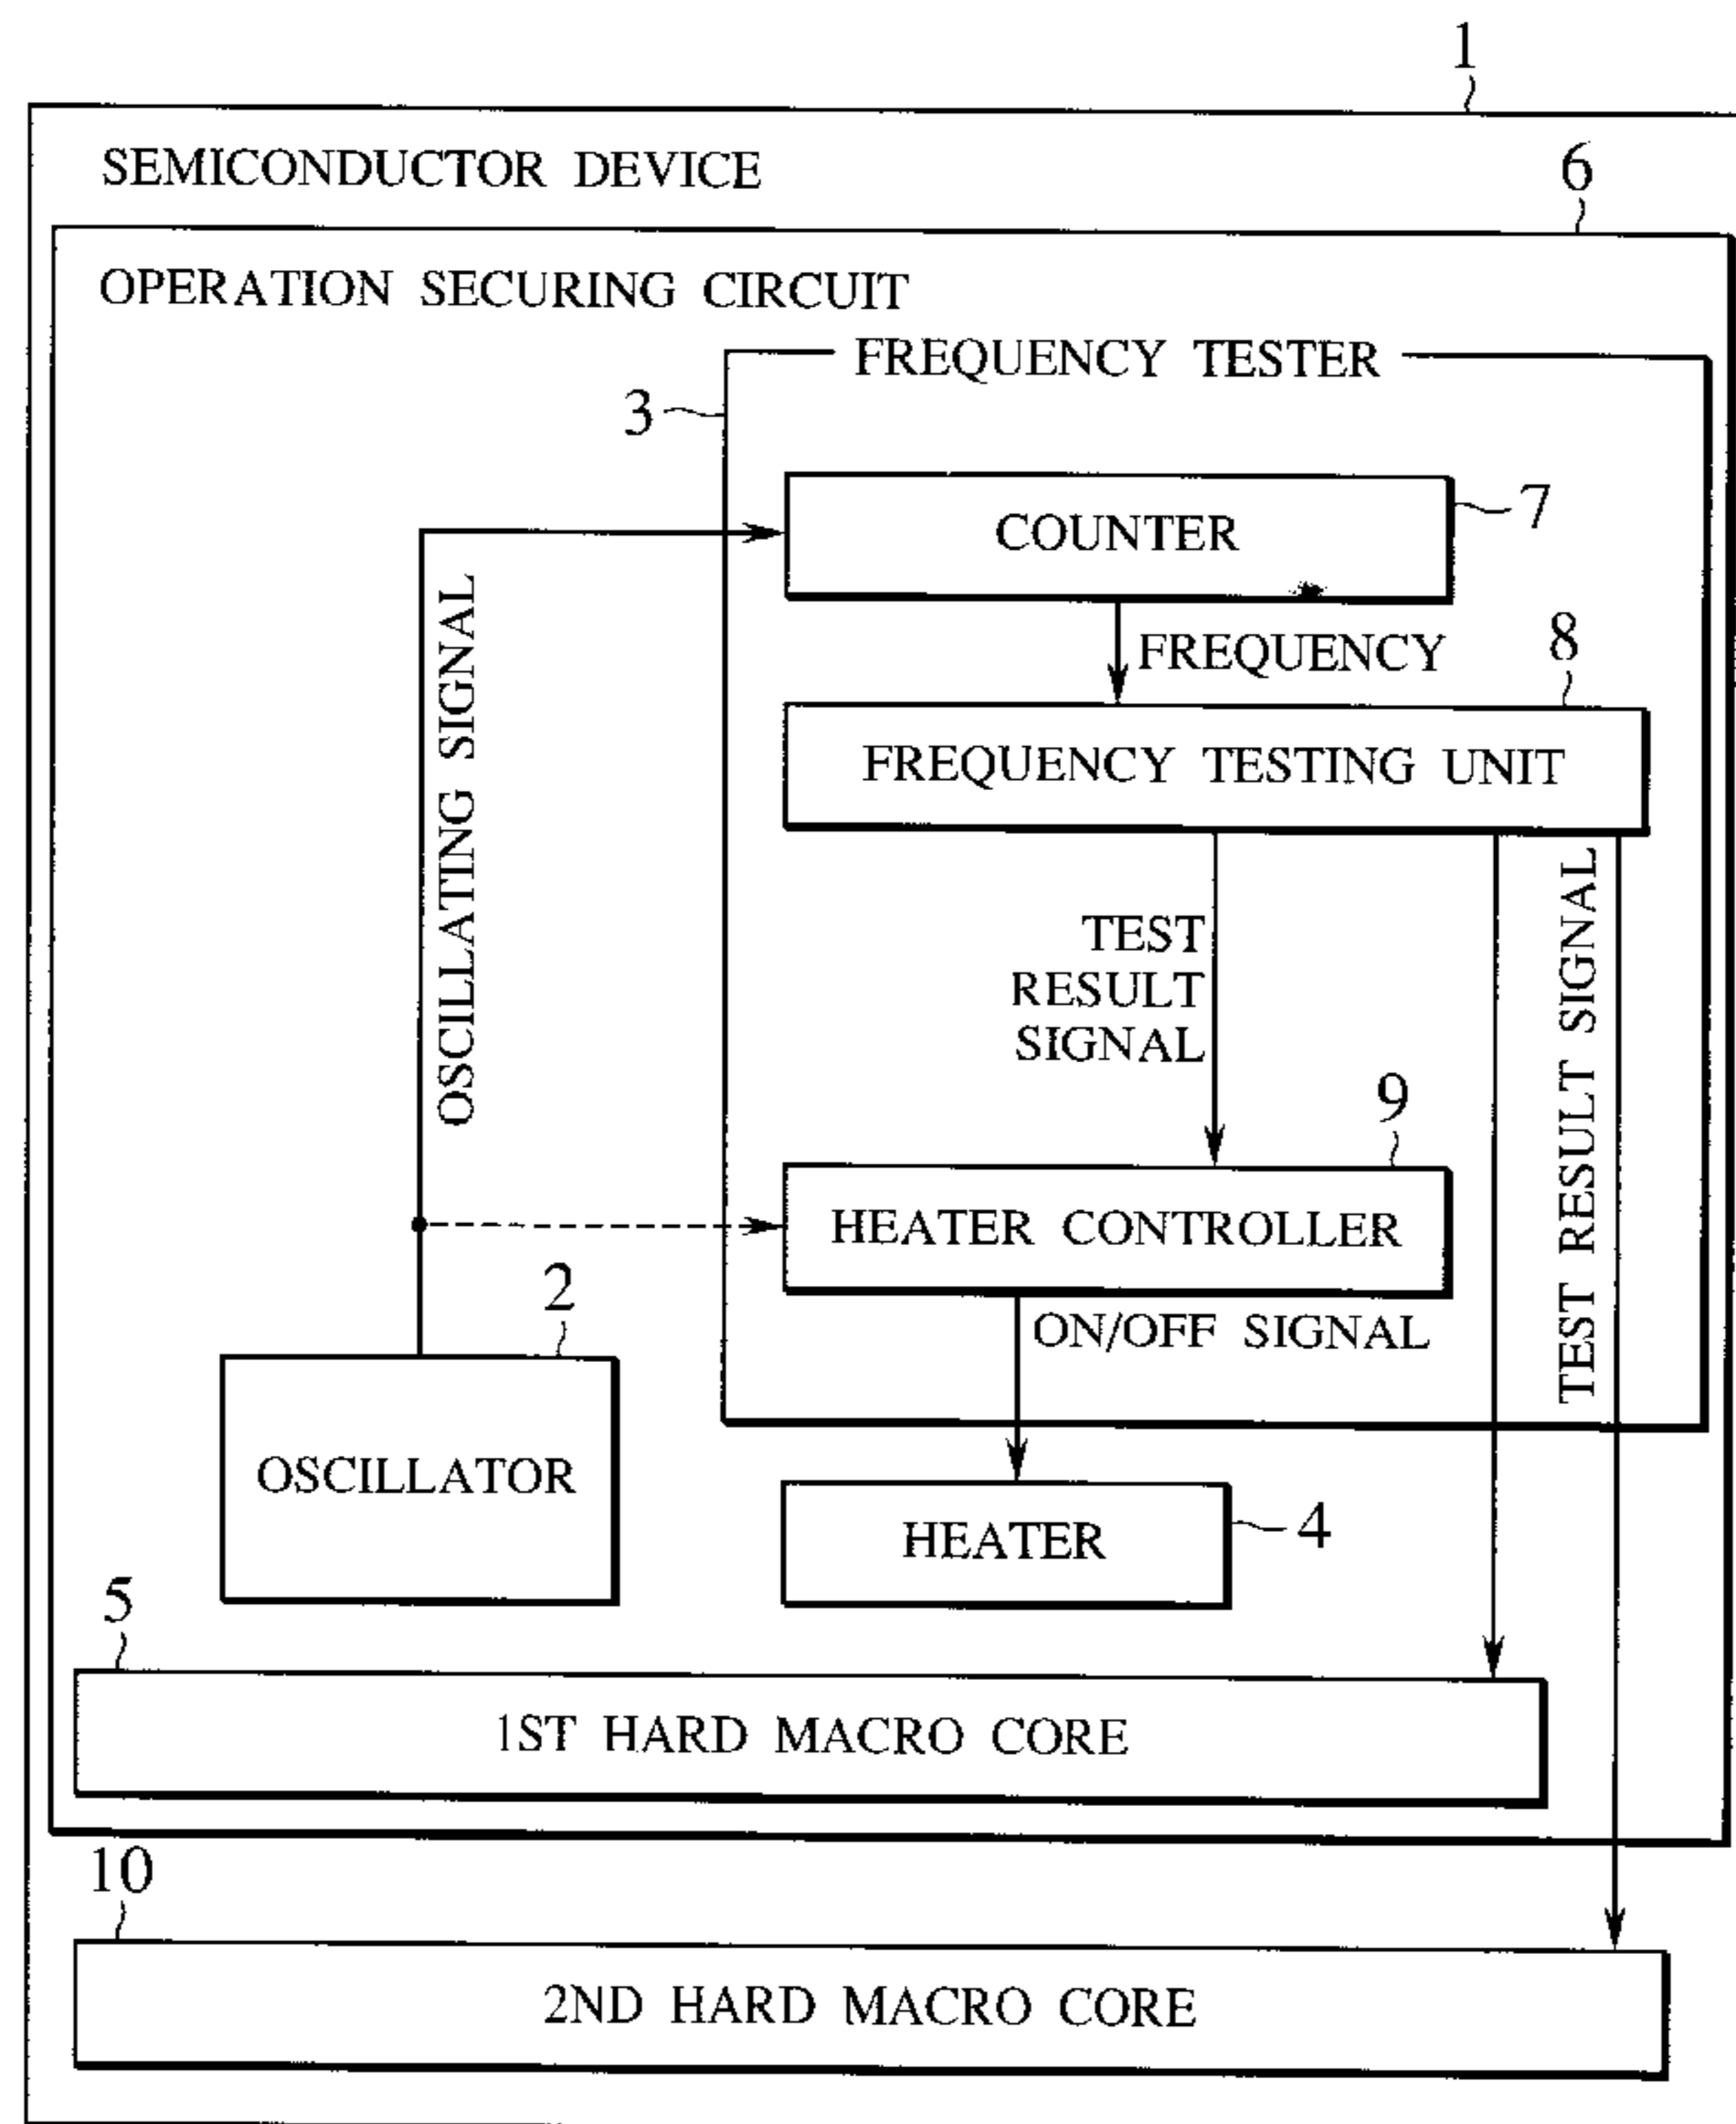 1
SEMICONDUCTOR DEVICE
6
OPERATION SECURING CIRCUIT
FREQUENCY TESTER
3
COUNTER
7
OSCILLATING SIGNAL
FREQUENCY
8
FREQUENCY TESTING UNIT
TEST
RESULT
SIGNAL
TEST RESULT SIGNAL
9
HEATER CONTROLLER
ON/OFF SIGNAL
2
OSCILLATOR
HEATER
4
5
1ST HARD MACRO CORE
10
2ND HARD MACRO CORE